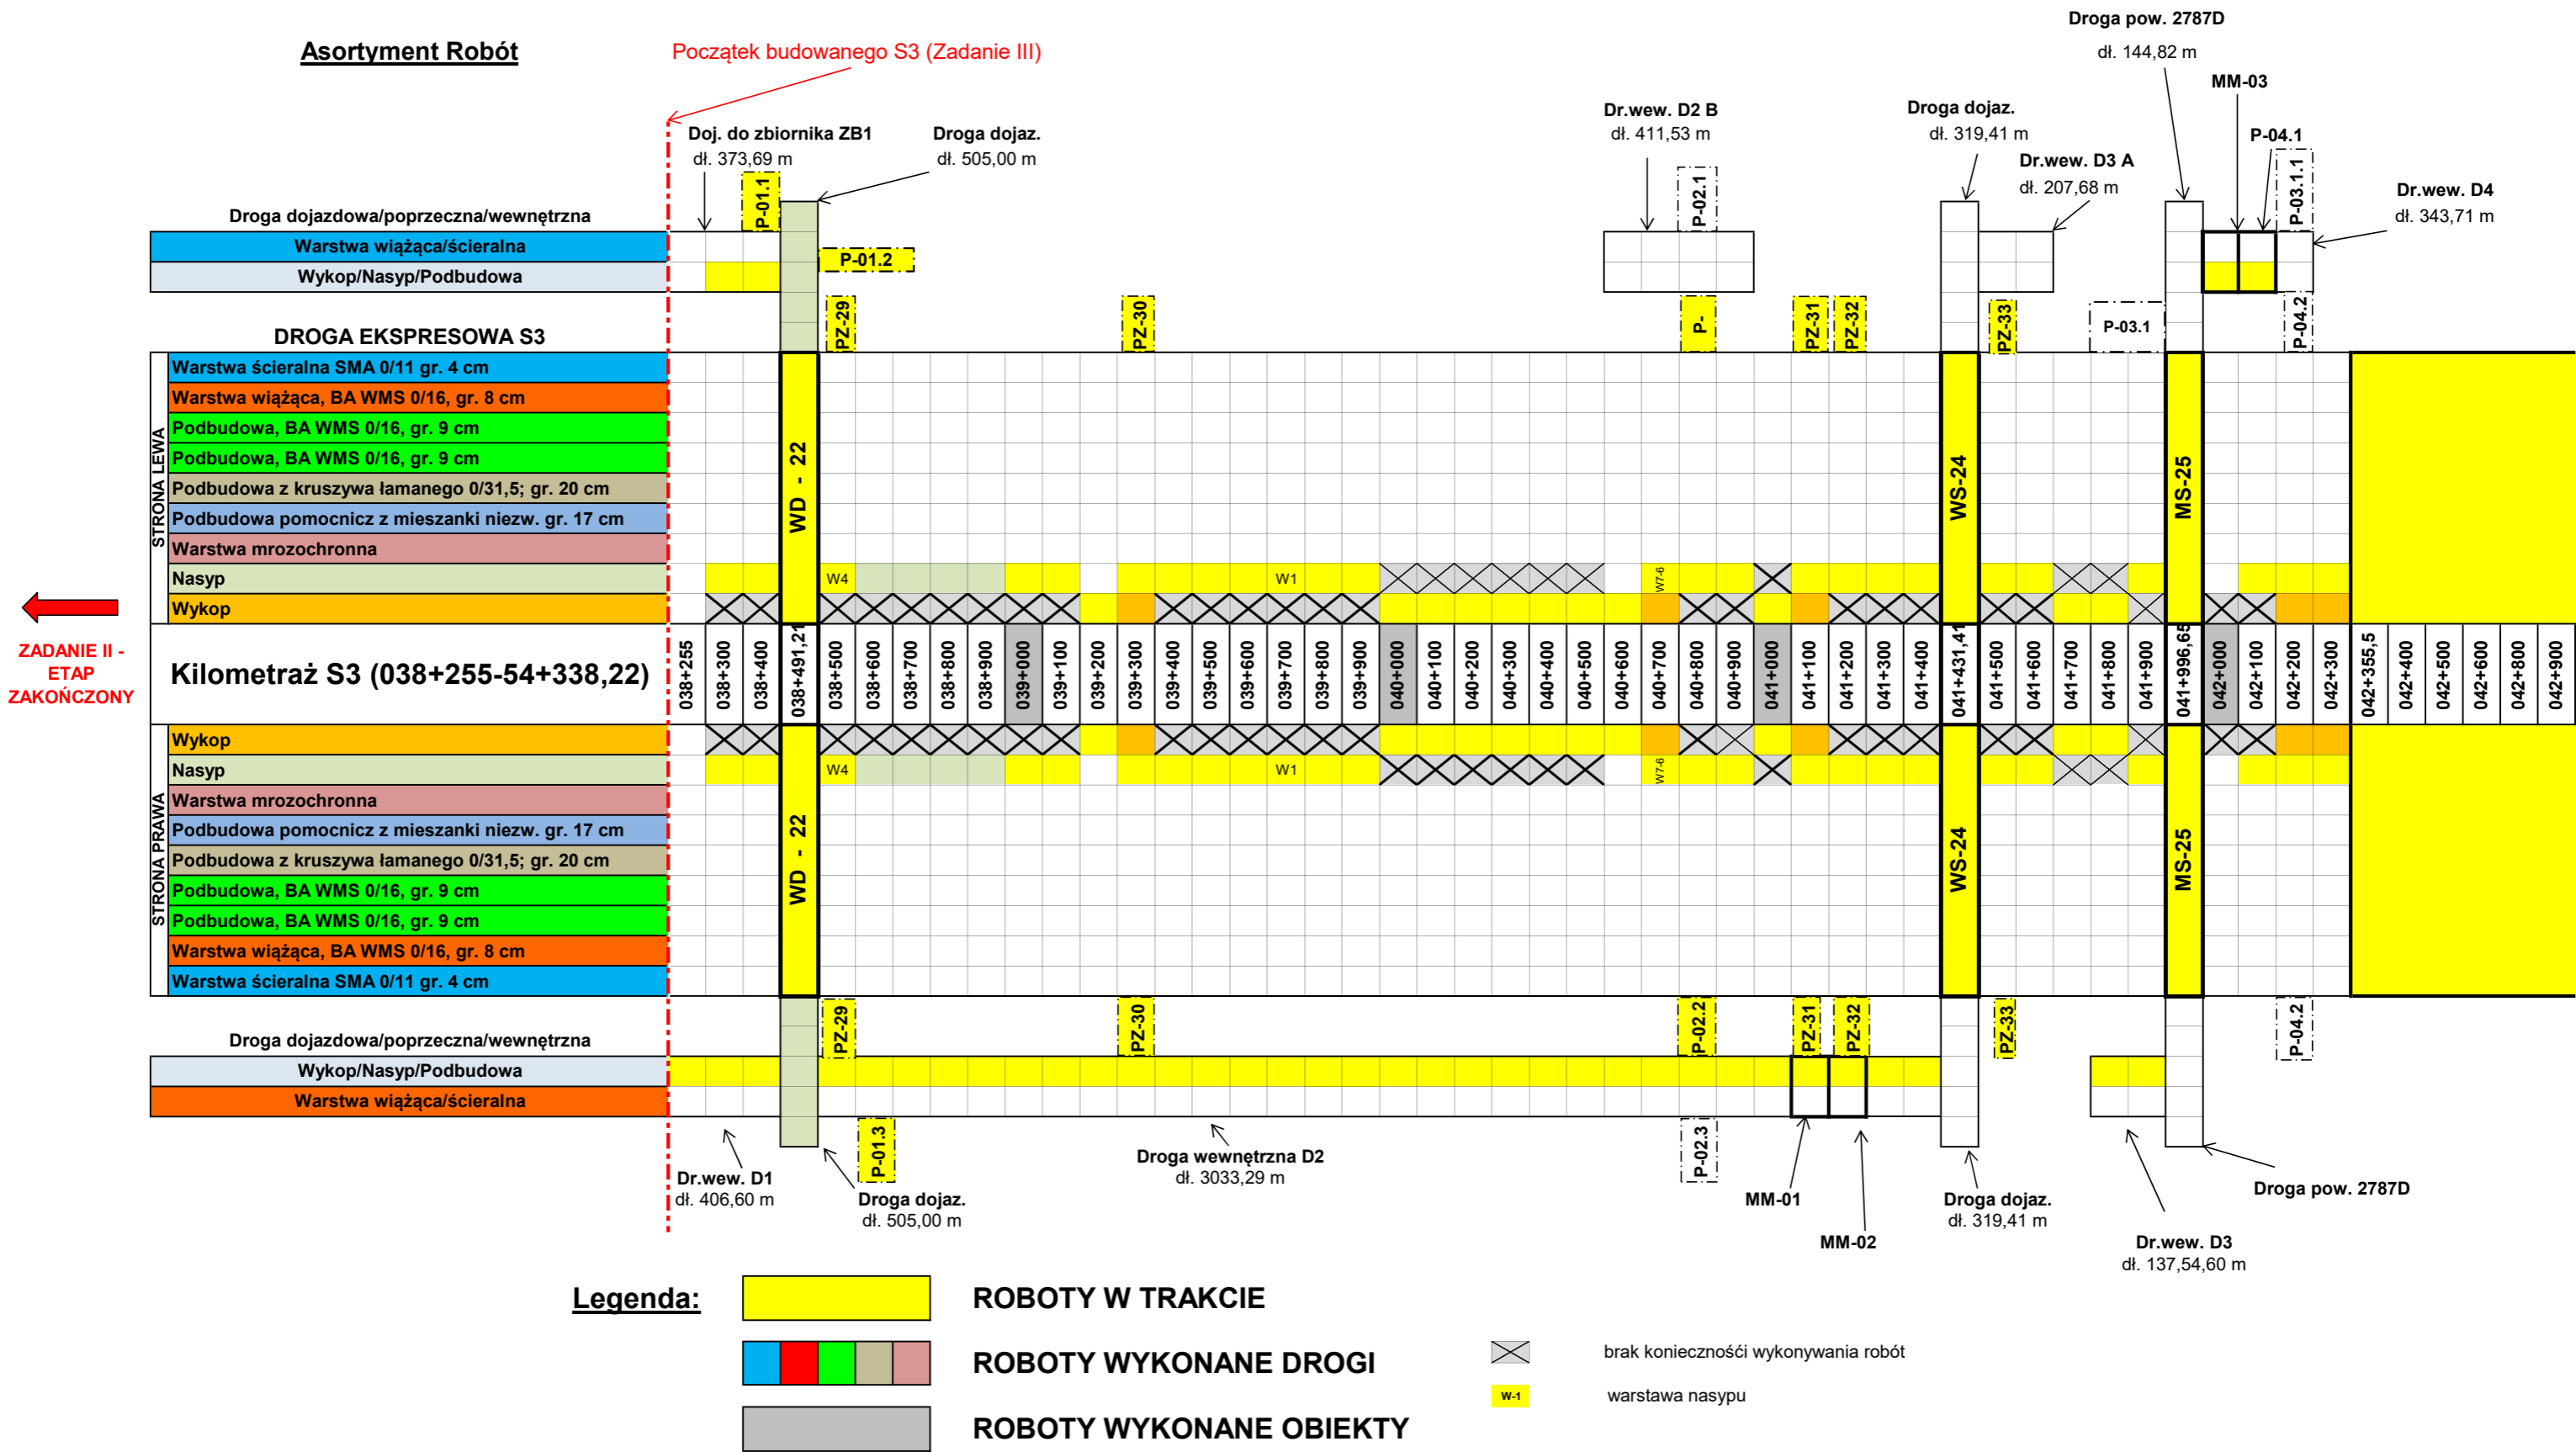 Droga pow. 2787D
dł. 144,82 m
Asortyment Robót
Początek budowanego S3 (Zadanie III)
MM-03
Dr.wew. D2 B
dł. 411,53 m
Droga dojaz.
dł. 319,41 m
Doj. do zbiornika ZB1
dł. 373,69 m
Droga dojaz.
dł. 505,00 m
P-04.1
Dr.wew. D3 A
dł. 207,68 m
Dr.wew. D4
dł. 343,71 m
P-01.1
P-02.1
P-03.1.1
Droga dojazdowa/poprzeczna/wewnętrzna
Warstwa wiążąca/ścieralna
P-01.2
Wykop/Nasyp/Podbudowa
PZ-29
PZ-30
P-
PZ-31
PZ-32
PZ-33
P-03.1
P-04.2
DROGA EKSPRESOWA S3
STRONA LEWA
Warstwa ścieralna SMA 0/11 gr. 4 cm
Warstwa wiążąca, BA WMS 0/16, gr. 8 cm
Podbudowa, BA WMS 0/16, gr. 9 cm
Podbudowa, BA WMS 0/16, gr. 9 cm
Podbudowa z kruszywa łamanego 0/31,5; gr. 20 cm
Podbudowa pomocnicz z mieszanki niezw. gr. 17 cm
Warstwa mrozochronna
Nasyp
Wykop
WD - 22
WS-24
MS-25
W4
W1
W7-6
ZADANIE II -
ETAP
ZAKOŃCZONY
Kilometraż S3 (038+255-54+338,22)
038+255
038+300
038+400
038+491,21
038+500
038+600
038+700
038+800
038+900
039+000
039+100
039+200
039+300
039+400
039+500
039+600
039+700
039+800
039+900
040+000
040+100
040+200
040+300
040+400
040+500
040+600
040+700
040+800
040+900
041+000
041+100
041+200
041+300
041+400
041+431,41
041+500
041+600
041+700
041+800
041+900
041+996,65
042+000
042+100
042+200
042+300
042+355,5
042+400
042+500
042+600
042+800
042+900
STRONA PRAWA
Wykop
Nasyp
Warstwa mrozochronna
Podbudowa pomocnicz z mieszanki niezw. gr. 17 cm
Podbudowa z kruszywa łamanego 0/31,5; gr. 20 cm
Podbudowa, BA WMS 0/16, gr. 9 cm
Podbudowa, BA WMS 0/16, gr. 9 cm
Warstwa wiążąca, BA WMS 0/16, gr. 8 cm
Warstwa ścieralna SMA 0/11 gr. 4 cm
W4
W1
W7-6
WD - 22
WS-24
MS-25
PZ-29
PZ-30
P-02.2
PZ-31
PZ-32
PZ-33
P-04.2
Droga dojazdowa/poprzeczna/wewnętrzna
Wykop/Nasyp/Podbudowa
Warstwa wiążąca/ścieralna
P-01.3
P-02.3
Dr.wew. D1
dł. 406,60 m
Droga dojaz.
dł. 505,00 m
Droga wewnętrzna D2
dł. 3033,29 m
MM-01
MM-02
Droga dojaz.
dł. 319,41 m
Droga pow. 2787D
Dr.wew. D3
dł. 137,54,60 m
Legenda:
ROBOTY W TRAKCIE
ROBOTY WYKONANE DROGI
ROBOTY WYKONANE OBIEKTY
brak koniecznośći wykonywania robót
W-1
warstawa nasypu